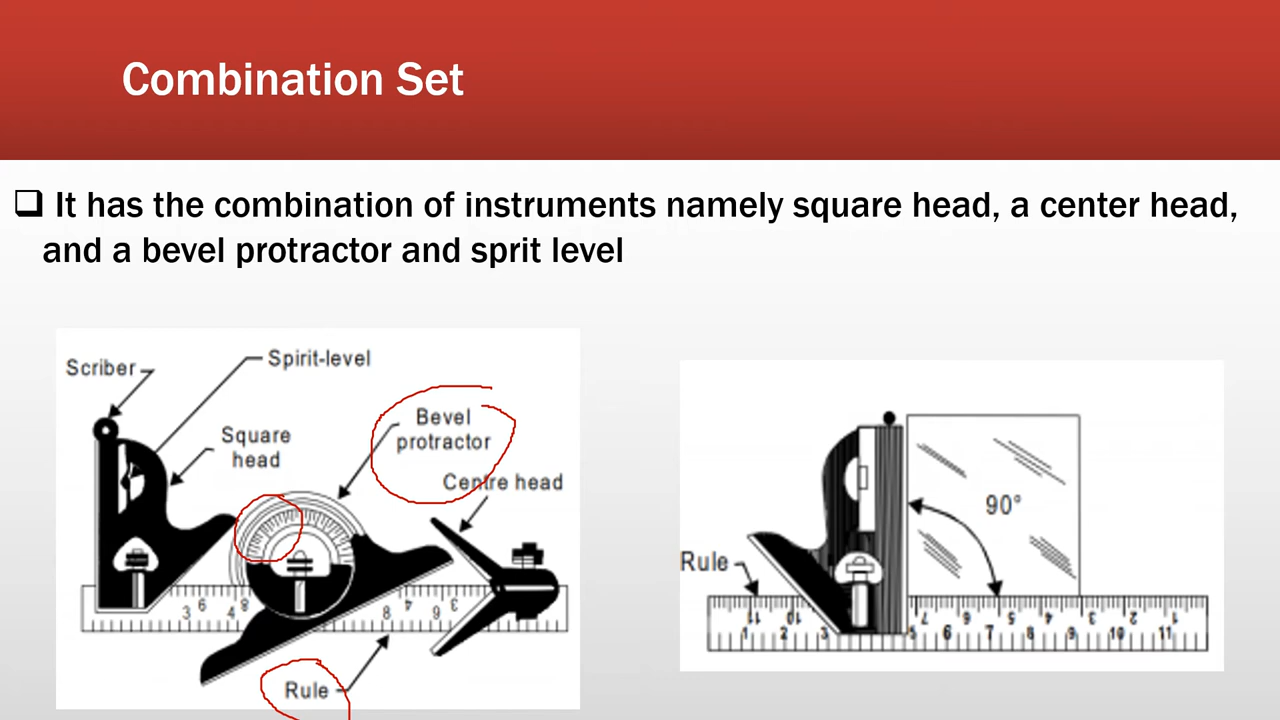 Combination Set
❑ It has the combination of instruments namely square head, a center head,
and a bevel protractor and sprit level
Scriber
Spirit-level
Square
head
Bevel
protractor
Centre head
Rule
90°
Rule